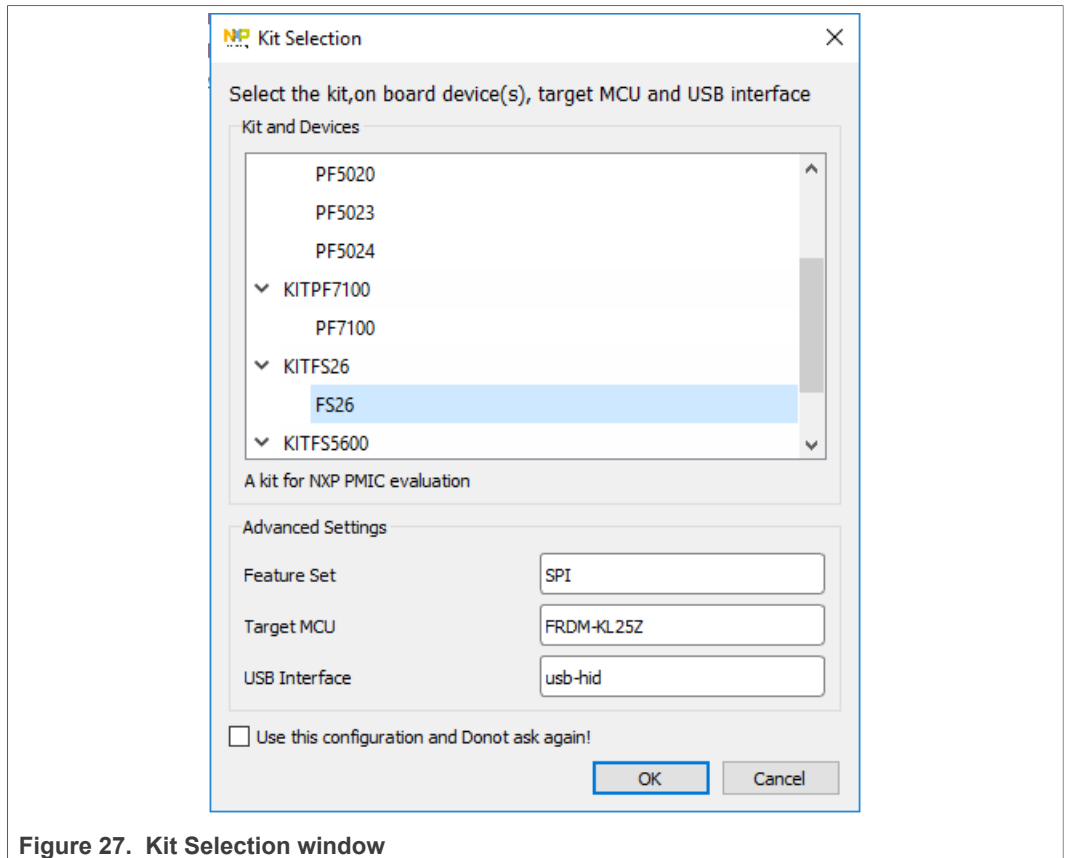 NXP Kit Selection
Select the kit,on board device(s), target MCU and USB interface
Kit and Devices
PF5020
PF5023
PF5024
KITPF7100
PF7100
KITFS26
FS26
KITFS5600
A kit for NXP PMIC evaluation
Advanced Settings
Feature Set SPI
Target MCU FRDM-KL25Z
USB Interface usb-hid
Use this configuration and Donot ask again!
OK Cancel
Figure 27. Kit Selection window